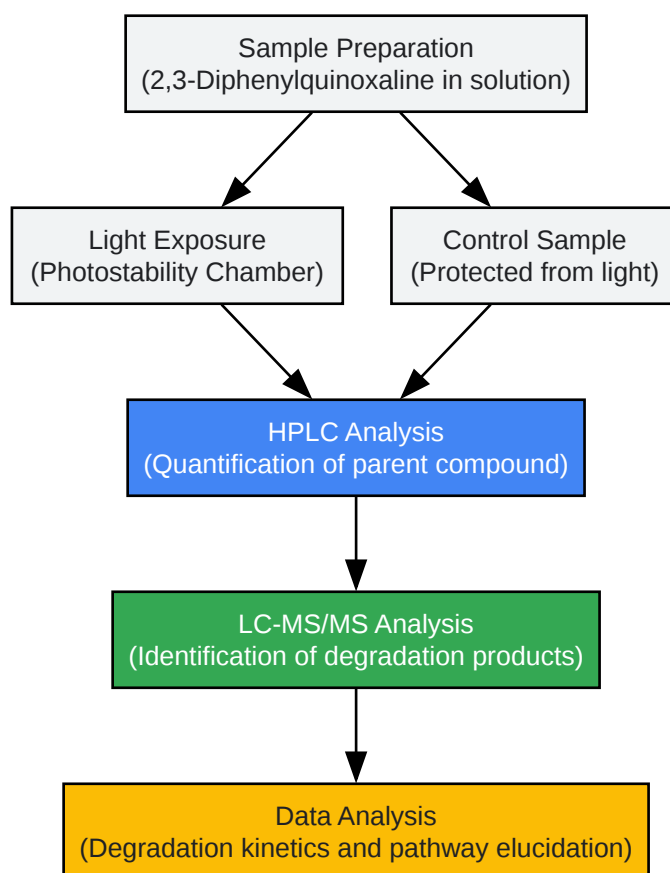 Sample Preparation
(2,3-Diphenylquinoxaline in solution)
Light Exposure
(Photostability Chamber)
Control Sample
(Protected from light)
HPLC Analysis
(Quantification of parent compound)
LC-MS/MS Analysis
(Identification of degradation products)
Data Analysis
(Degradation kinetics and pathway elucidation)